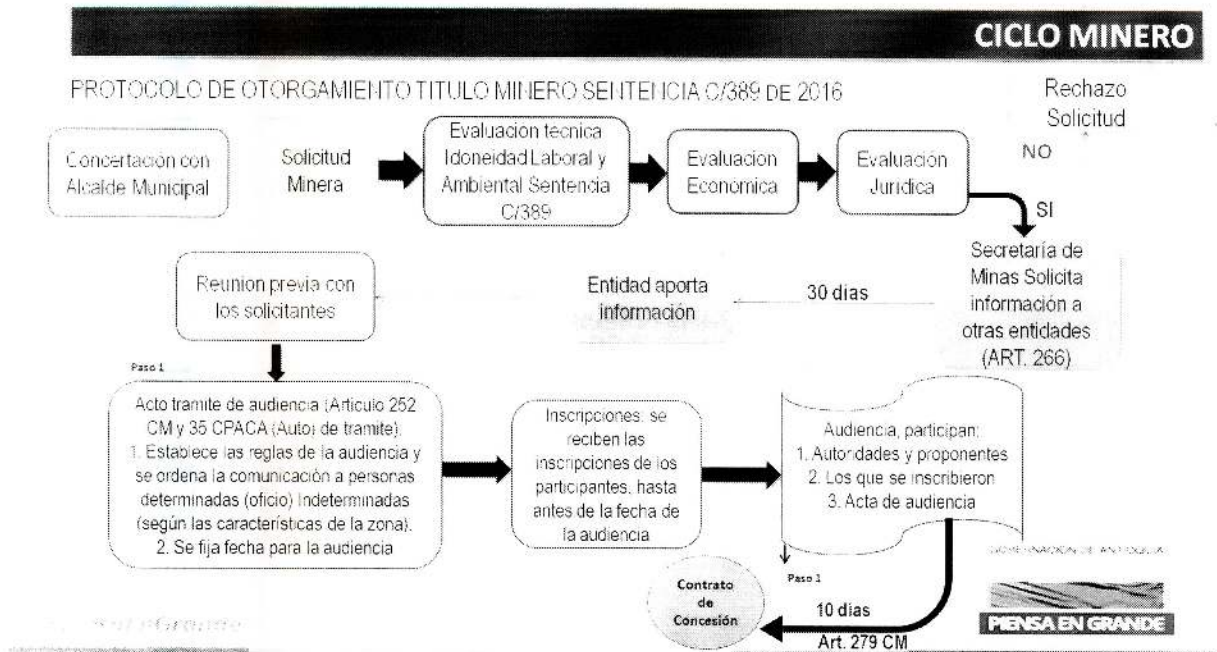 CICLO MINERO
PROTOCOLO DE OTORGAMIENTO TITULO MINERO SENTENCIA C/389 DE 2016
Rechazo
Solicitud
Concertación con
Alcalde Municipal
Solicitud
Minera
Evaluacion técnica
Idoneidad Laboral y
Ambiental Sentencia
C/389
Evaluacion
Económica
Evaluación
Jurídica
NO
SI
Secretaría de
Minas Solicita
información a
otras entidades
(ART. 266)
30 dias
Entidad aporta
información
Reunion previa con
los solicitantes
Paso 1
Acto tramite de audiencia (Articulo 252
CM y 35 CPACA (Auto) de tramite).
1. Establece las reglas de la audiencia y
se ordena la comunicación a personas
determinadas (oficio) Indeterminadas
(según las características de la zona).
2. Se fija fecha para la audiencia
Inscripciones, se
reciben las
inscripciones de los
participantes, hasta
antes de la fecha de
la audiencia
Audiencia, participan:
1. Autoridades y proponentes
2. Los que se inscribieron
3. Acta de audiencia
Paso 1
Contrato
de
Concesión
10 dias
Art. 279 CM
GOBERNACIÓN DE ANTIOQUIA
PIENSA EN GRANDE